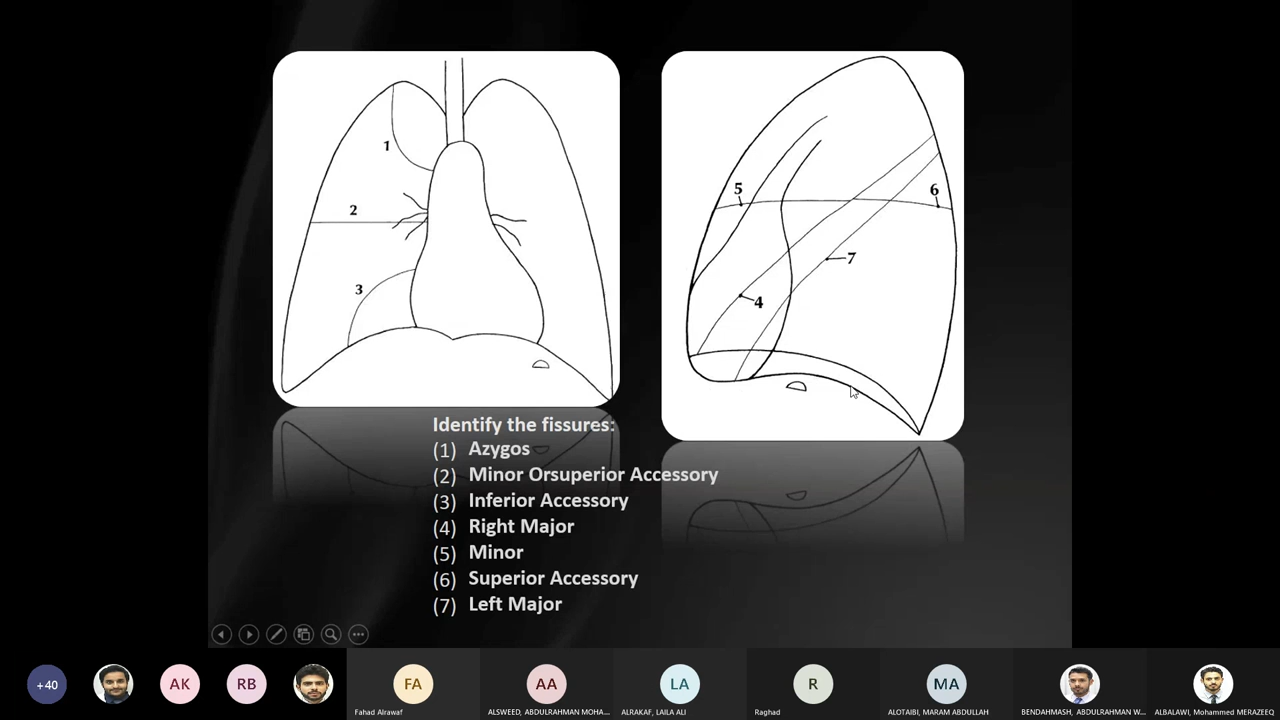 1
2
3
5
6
7
4
Identify the fissures:
(1) Azygos
(2) Minor Orsuperior Accessory
(3) Inferior Accessory
(4) Right Major
(5) Minor
(6) Superior Accessory
(7) Left Major
+40
AK
RB
FA
Fahad Alrawaf
AA
ALSWEED, ABDULRAHMAN MOHA...
LA
ALRAKAF, LAILA ALI
R
Raghad
MA
ALOTAIBI, MARAM ABDULLAH
BENDAHMASH, ABDULRAHMAN W...
ALBALAWI, Mohammed MERAZEEQ